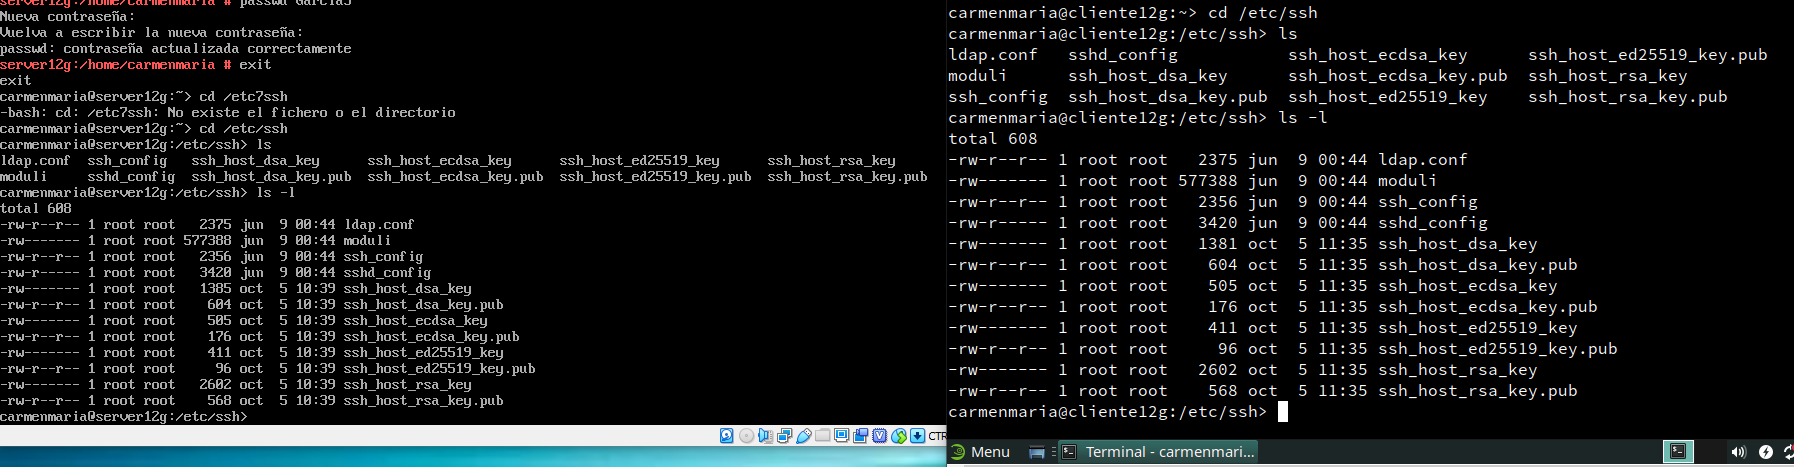 server12g:/home/carmenmaria # passwd Garcia3
Nueva contraseña:
Vuelva a escribir la nueva contraseña:
passwd: contraseña actualizada correctamente
server12g:/home/carmenmaria # exit
exit
carmenmaria@server12g:~> cd /etc7ssh
-bash: cd: /etc7ssh: No existe el fichero o el directorio
carmenmaria@server12g:~> cd /etc/ssh
carmenmaria@server12g:/etc/ssh> ls
ldap.conf  ssh_config   ssh_host_dsa_key      ssh_host_ecdsa_key      ssh_host_ed25519_key      ssh_host_rsa_key
moduli     sshd_config  ssh_host_dsa_key.pub  ssh_host_ecdsa_key.pub  ssh_host_ed25519_key.pub  ssh_host_rsa_key.pub
carmenmaria@server12g:/etc/ssh> ls -l
total 608
-rw-r--r-- 1 root root   2375 jun  9 00:44 ldap.conf
-rw------- 1 root root 577388 jun  9 00:44 moduli
-rw-r--r-- 1 root root   2356 jun  9 00:44 ssh_config
-rw-r----- 1 root root   3420 jun  9 00:44 sshd_config
-rw------- 1 root root   1385 oct  5 10:39 ssh_host_dsa_key
-rw-r--r-- 1 root root    604 oct  5 10:39 ssh_host_dsa_key.pub
-rw------- 1 root root    505 oct  5 10:39 ssh_host_ecdsa_key
-rw-r--r-- 1 root root    176 oct  5 10:39 ssh_host_ecdsa_key.pub
-rw------- 1 root root    411 oct  5 10:39 ssh_host_ed25519_key
-rw-r--r-- 1 root root     96 oct  5 10:39 ssh_host_ed25519_key.pub
-rw------- 1 root root   2602 oct  5 10:39 ssh_host_rsa_key
-rw-r--r-- 1 root root    568 oct  5 10:39 ssh_host_rsa_key.pub
carmenmaria@server12g:/etc/ssh>
CTR
carmenmaria@cliente12g:~> cd /etc/ssh
carmenmaria@cliente12g:/etc/ssh> ls
ldap.conf   sshd_config           ssh_host_ecdsa_key      ssh_host_ed25519_key.pub
moduli      ssh_host_dsa_key      ssh_host_ecdsa_key.pub  ssh_host_rsa_key
ssh_config  ssh_host_dsa_key.pub  ssh_host_ed25519_key    ssh_host_rsa_key.pub
carmenmaria@cliente12g:/etc/ssh> ls -l
total 608
-rw-r--r-- 1 root root   2375 jun  9 00:44 ldap.conf
-rw------- 1 root root 577388 jun  9 00:44 moduli
-rw-r--r-- 1 root root   2356 jun  9 00:44 ssh_config
-rw-r----- 1 root root   3420 jun  9 00:44 sshd_config
-rw------- 1 root root   1381 oct  5 11:35 ssh_host_dsa_key
-rw-r--r-- 1 root root    604 oct  5 11:35 ssh_host_dsa_key.pub
-rw------- 1 root root    505 oct  5 11:35 ssh_host_ecdsa_key
-rw-r--r-- 1 root root    176 oct  5 11:35 ssh_host_ecdsa_key.pub
-rw------- 1 root root    411 oct  5 11:35 ssh_host_ed25519_key
-rw-r--r-- 1 root root     96 oct  5 11:35 ssh_host_ed25519_key.pub
-rw------- 1 root root   2602 oct  5 11:35 ssh_host_rsa_key
-rw-r--r-- 1 root root    568 oct  5 11:35 ssh_host_rsa_key.pub
carmenmaria@cliente12g:/etc/ssh>
Menu Terminal - carmenmari...